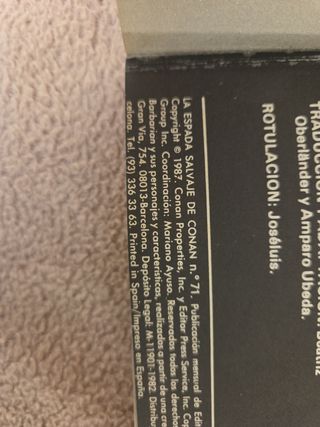 TRADUCCION
Oberländer y Amparo Ubeda.
ROTULACION: Joséluis.
LA ESPADA SALVAJE DE CONAN n.º 71. Publicación mensual de
Copyright © 1987. Conan Properties, Inc. y Editor Press Service, Inc.
Group Inc. Coordinación: Mariano Ayuso. Reservados todos los
Barbarian y sus personajes y características, realizados a partir de una
Gran Vía, 754. 08013-Barcelona. Depósito Legal: M-11901-1982.
celona. Tel. (93) 336 33 63. Printed in Spain/Impreso en España.